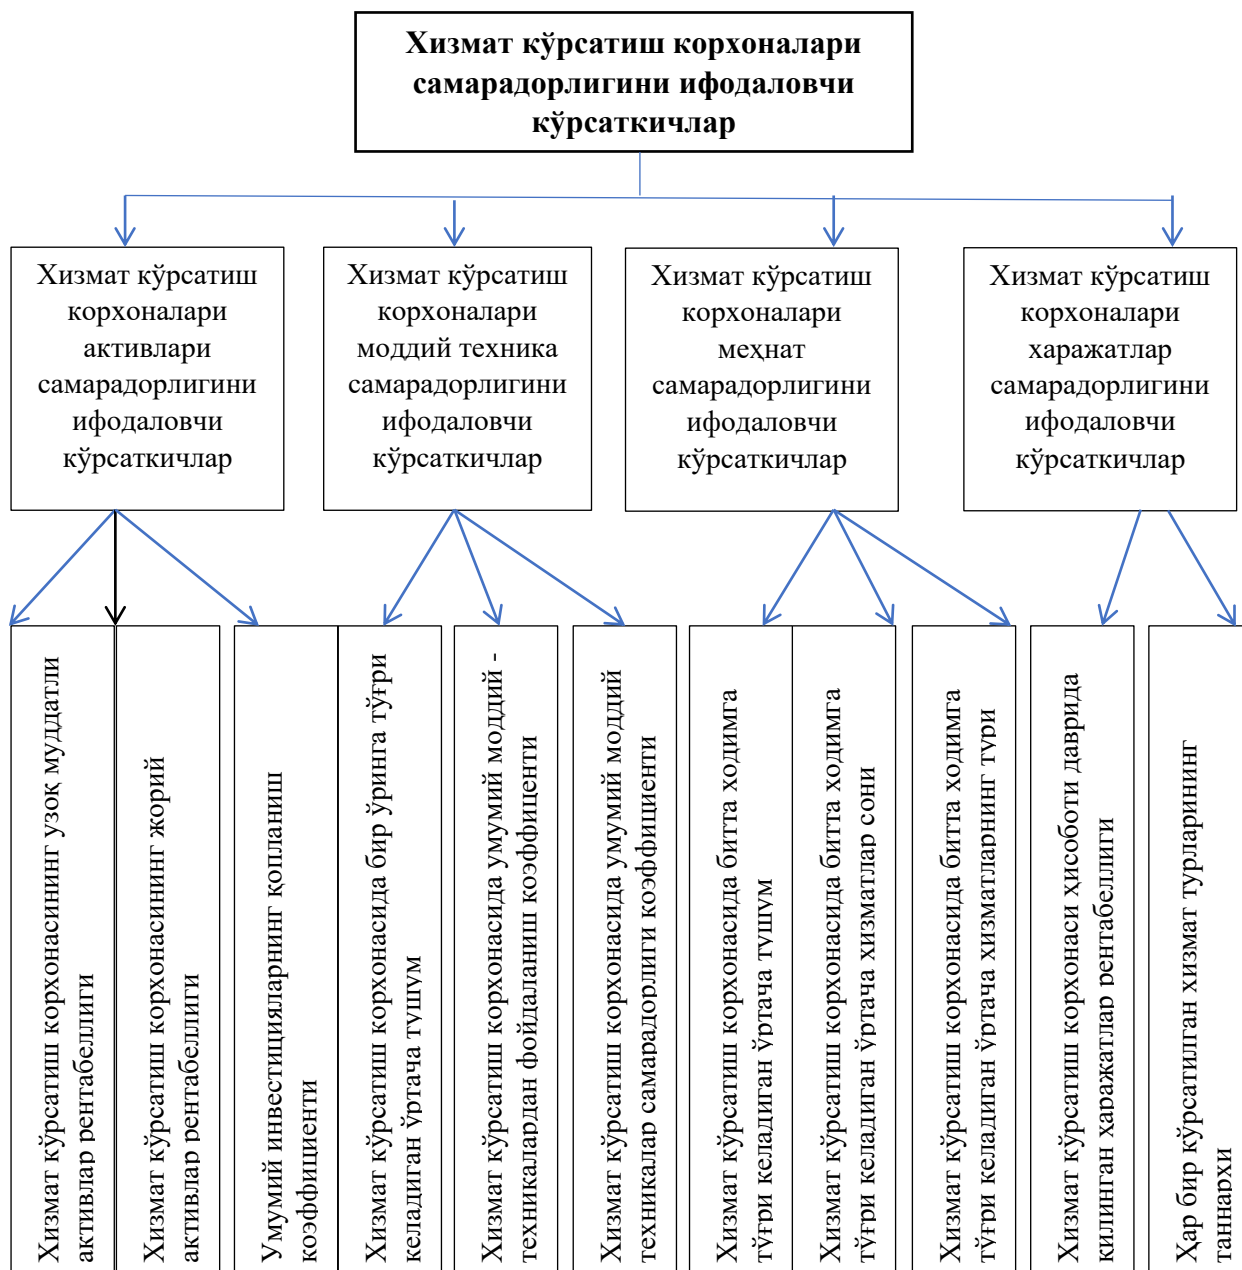 Хизмат кўрсатиш корхоналари
самарадорлигини ифодаловчи
кўрсаткичлар
Хизмат кўрсатиш
корхоналари
активлари
самарадорлигини
ифодаловчи
кўрсаткичлар
Хизмат кўрсатиш
корхоналари
моддий техника
самарадорлигини
ифодаловчи
кўрсаткичлар
Хизмат кўрсатиш
корхоналари
меҳнат
самарадорлигини
ифодаловчи
кўрсаткичлар
Хизмат кўрсатиш
корхоналари
харажатлар
самарадорлигини
ифодаловчи
кўрсаткичлар
Хизмат кўрсатиш корхонасининг узоқ муддатли
активлар рентабеллиги
Хизмат кўрсатиш корхонасининг жорий
активлар рентабеллиги
Умумий инвестицияларнинг қопланиш
коэффициенти
Хизмат кўрсатиш корхонасида бир ўринга тўғри
келадиган ўртача тушум
Хизмат кўрсатиш корхонасида умумий моддий -
техникалардан фойдаланиш коэффиценти
Хизмат кўрсатиш корхонасида умумий моддий
техникалар самарадорлиги коэффициенти
Хизмат кўрсатиш корхонасида битта ходимга
тўғри келадиган ўртача тушум
Хизмат кўрсатиш корхонасида битта ходимга
тўғри келадиган ўртача хизматлар сони
Хизмат кўрсатиш корхонасида битта ходимга
тўғри келадиган ўртача хизматларнинг тури
Хизмат кўрсатиш корхонаси ҳисоботи даврида
килинган харажатлар рентабеллиги
Ҳар бир кўрсатилган хизмат турларининг
таннархи